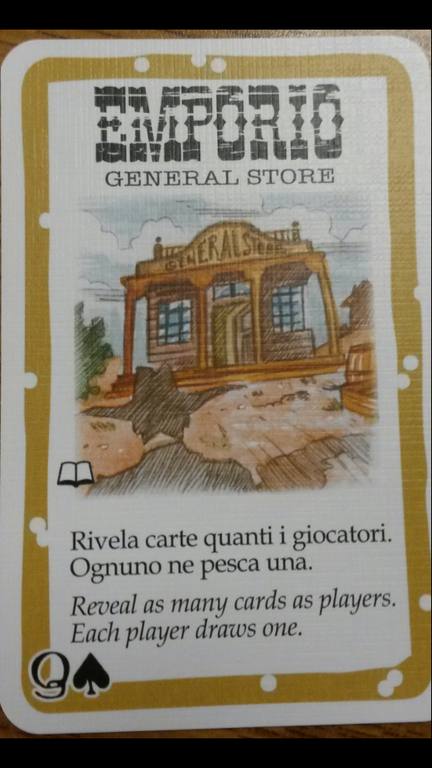 EMPORIO
GENERAL STORE
GENERAL STORE
Rivela carte quanti i giocatori.
Ognuno ne pesca una.
Reveal as many cards as players.
Each player draws one.
Q♠